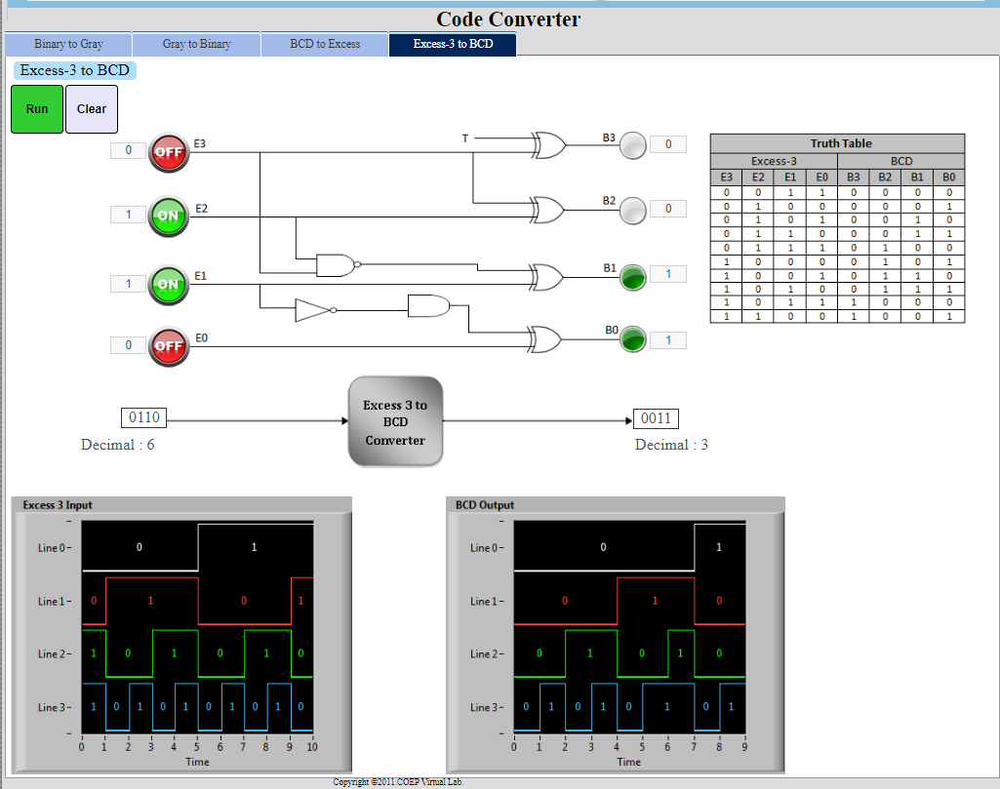 Code Converter
Binary to Gray Gray to Binary BCD to Excess Excess-3 to BCD
Excess-3 to BCD
Run Clear
0 OFF E3 T B3 0
1 ON E2 B2 0
1 ON E1 B1 1
0 OFF E0 B0 1
Truth Table
Excess-3 BCD
E3 E2 E1 E0 B3 B2 B1 B0
0 0 1 1 0 0 0 0
0 1 0 0 0 0 0 1
0 1 0 1 0 0 1 0
0 1 1 0 0 0 1 1
0 1 1 1 0 1 0 0
1 0 0 0 0 1 0 1
1 0 0 1 0 1 1 0
1 0 1 0 0 1 1 1
1 0 1 1 1 0 0 0
1 1 0 0 1 0 0 1
0110 Excess 3 to 0011
BCD
Converter
Decimal : 6 Decimal : 3
Excess 3 Input
Line 0 0 1
Line 1 0 1 0 1
Line 2 1 0 1 0 1 0
Line 3 1 0 1 0 1 0 1 0 1 0
0 1 2 3 4 5 6 7 8 9 10
Time
BCD Output
Line 0 0 1
Line 1 0 1 0
Line 2 0 1 0 1 0
Line 3 0 1 0 1 0 1 0 1
0 1 2 3 4 5 6 7 8 9
Time
Copyright ©2011.COEP Virtual Lab.